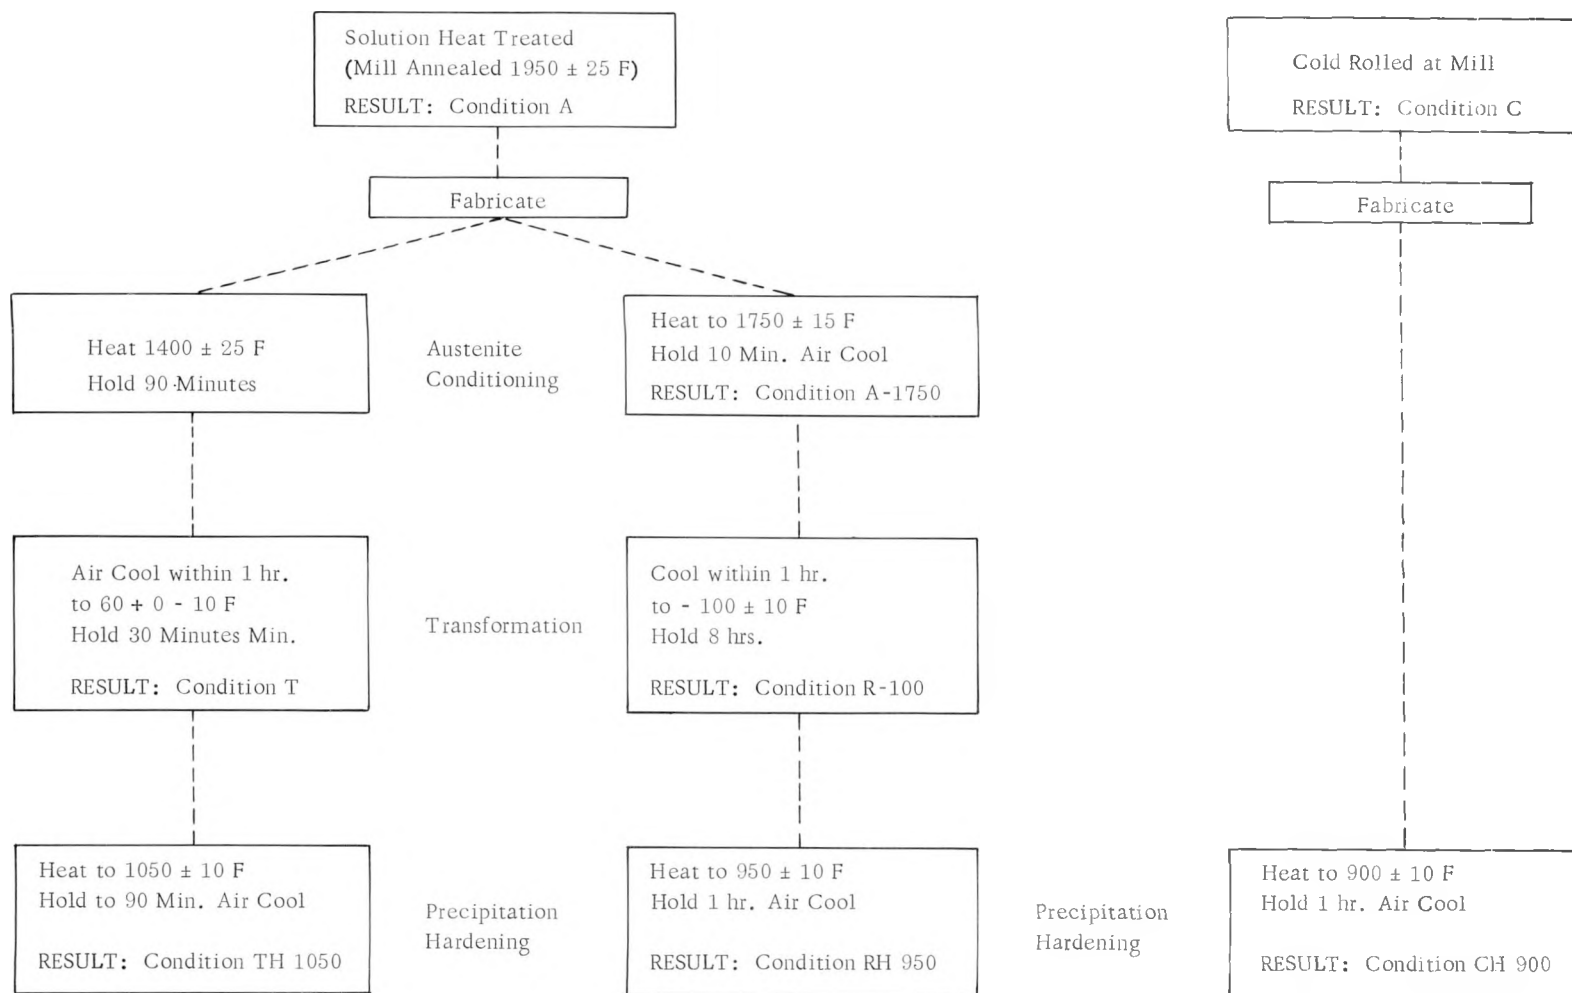 Solution Heat Treated
(Mill Annealed 1950 ± 25 F)
RESULT: Condition A
Cold Rolled at Mill
RESULT: Condition C
Fabricate
Fabricate
Heat 1400 ± 25 F
Hold 90 Minutes
Austenite
Conditioning
Heat to 1750 ± 15 F
Hold 10 Min. Air Cool
RESULT: Condition A-1750
Air Cool within 1 hr.
to 60 + 0 - 10 F
Hold 30 Minutes Min.
RESULT: Condition T
Transformation
Cool within 1 hr.
to - 100 ± 10 F
Hold 8 hrs.
RESULT: Condition R-100
Heat to 1050 ± 10 F
Hold to 90 Min. Air Cool
RESULT: Condition TH 1050
Precipitation
Hardening
Heat to 950 ± 10 F
Hold 1 hr. Air Cool
RESULT: Condition RH 950
Precipitation
Hardening
Heat to 900 ± 10 F
Hold 1 hr. Air Cool
RESULT: Condition CH 900